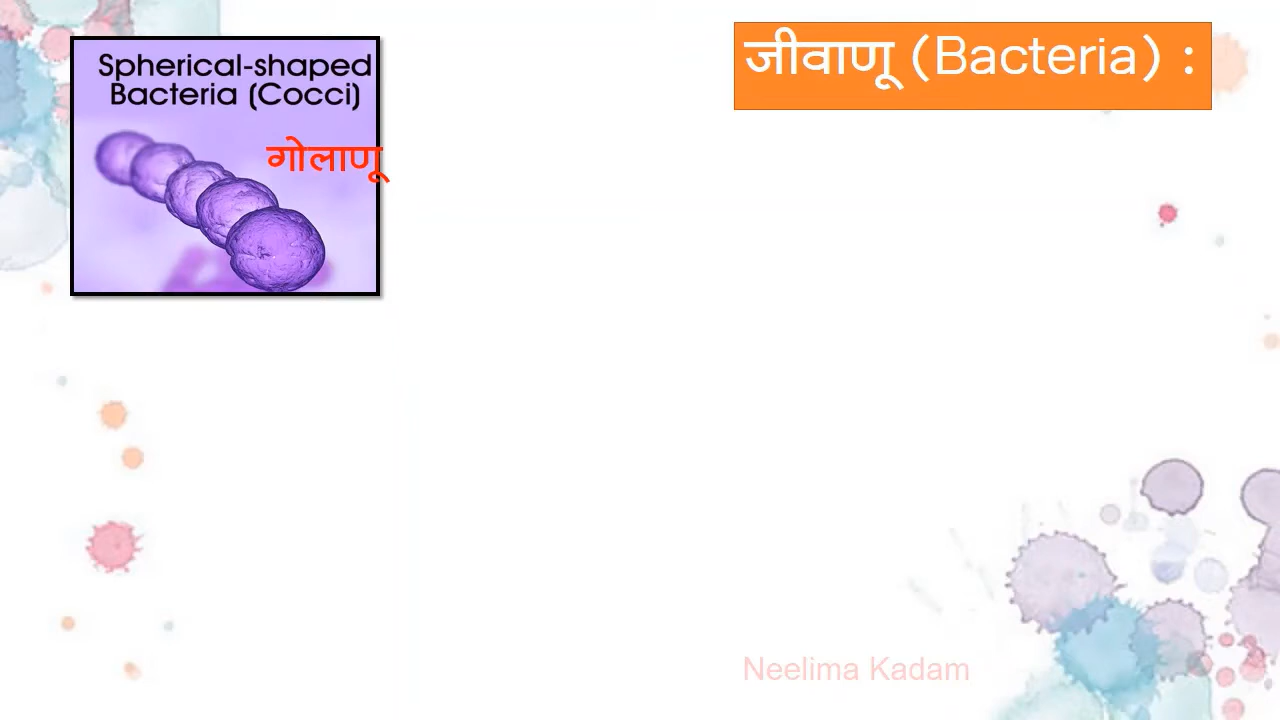 Spherical-shaped
Bacteria (Cocci)
गोलाणू
जीवाणू (Bacteria) :
Neelima Kadam